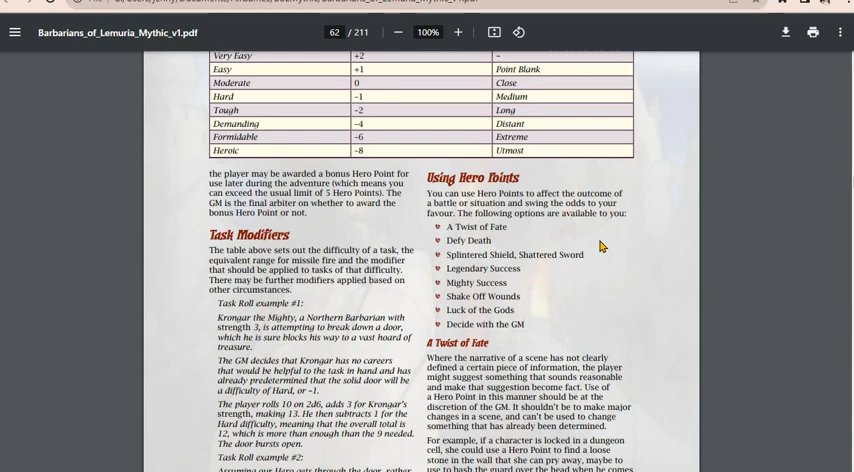 Barbarians_of_Lemuria_Mythic_v1.pdf
62 / 211
100%
Very Easy +2 –
Easy +1 Point Blank
Moderate 0 Close
Hard –1 Medium
Tough –2 Long
Demanding –4 Distant
Formidable –6 Extreme
Heroic –8 Utmost
the player may be awarded a bonus Hero Point for
use later during the adventure (which means you
can exceed the usual limit of 5 Hero Points). The
GM is the final arbiter on whether to award the
bonus Hero Point or not.
Task Modifiers
The table above sets out the difficulty of a task, the
equivalent range for missile fire and the modifier
that should be applied to tasks of that difficulty.
There may be further modifiers applied based on
other circumstances.
Task Roll example #1:
Krongar the Mighty, a Northern Barbarian with
strength 3, is attempting to break down a door,
which he is sure blocks his way to a vast hoard of
treasure.
The GM decides that Krongar has no careers
that would be helpful to the task in hand and has
already predetermined that the solid door will be
a difficulty of Hard, or –1.
The player rolls 10 on 2d6, adds 3 for Krongar's
strength, making 13. He then subtracts 1 for the
Hard difficulty, meaning that the overall total is
12, which is more than enough than the 9 needed.
The door bursts open.
Task Roll example #2:
Assuming our Hero gets through the door, rather
Using Hero Points
You can use Hero Points to affect the outcome of
a battle or situation and swing the odds to your
favour. The following options are available to you:
A Twist of Fate
Defy Death
Splintered Shield, Shattered Sword
Legendary Success
Mighty Success
Shake Off Wounds
Luck of the Gods
Decide with the GM
A Twist of Fate
Where the narrative of a scene has not clearly
defined a certain piece of information, the player
might suggest something that sounds reasonable
and make that suggestion become fact. Use of
a Hero Point in this manner should be at the
discretion of the GM. It shouldn't be to make major
changes in a scene, and can't be used to change
something that has already been determined.
For example, if a character is locked in a dungeon
cell, she could use a Hero Point to find a loose
stone in the wall that she can pry away, maybe to
use to bash the guard over the head when he comes